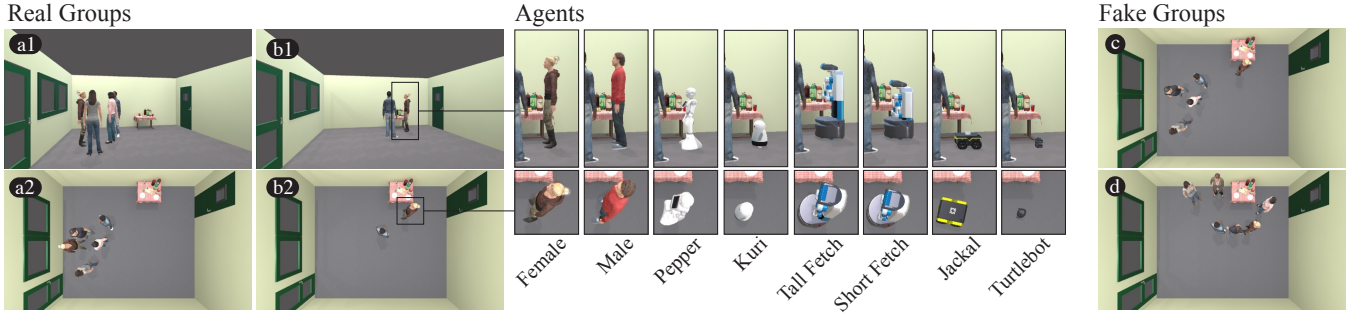 Real Groups
Agents
Fake Groups
a1
b1
c
a2
b2
d
Female
Male
Pepper
Kuri
Tall Fetch
Short Fetch
Jackal
Turtlebot